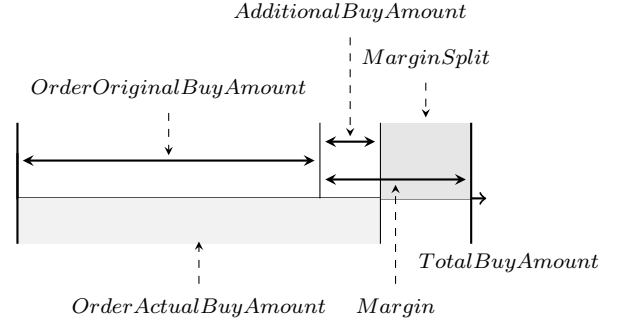 AdditionalBuyAmount
MarginSplit
OrderOriginalBuyAmount
TotalBuyAmount
OrderActualBuyAmount
Margin